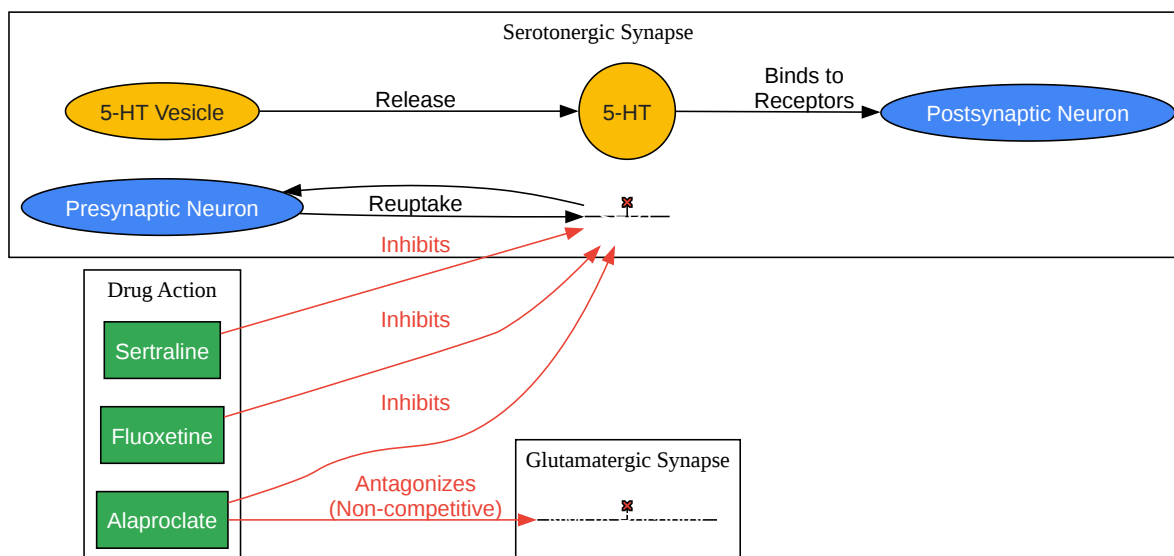 Serotonergic Synapse
5-HT Vesicle
Release
5-HT
Binds to
Receptors
Postsynaptic Neuron
Presynaptic Neuron
Reuptake
Inhibits
Drug Action
Sertraline
Inhibits
Fluoxetine
Inhibits
Alaproclate
Antagonizes
(Non-competitive)
Glutamatergic Synapse